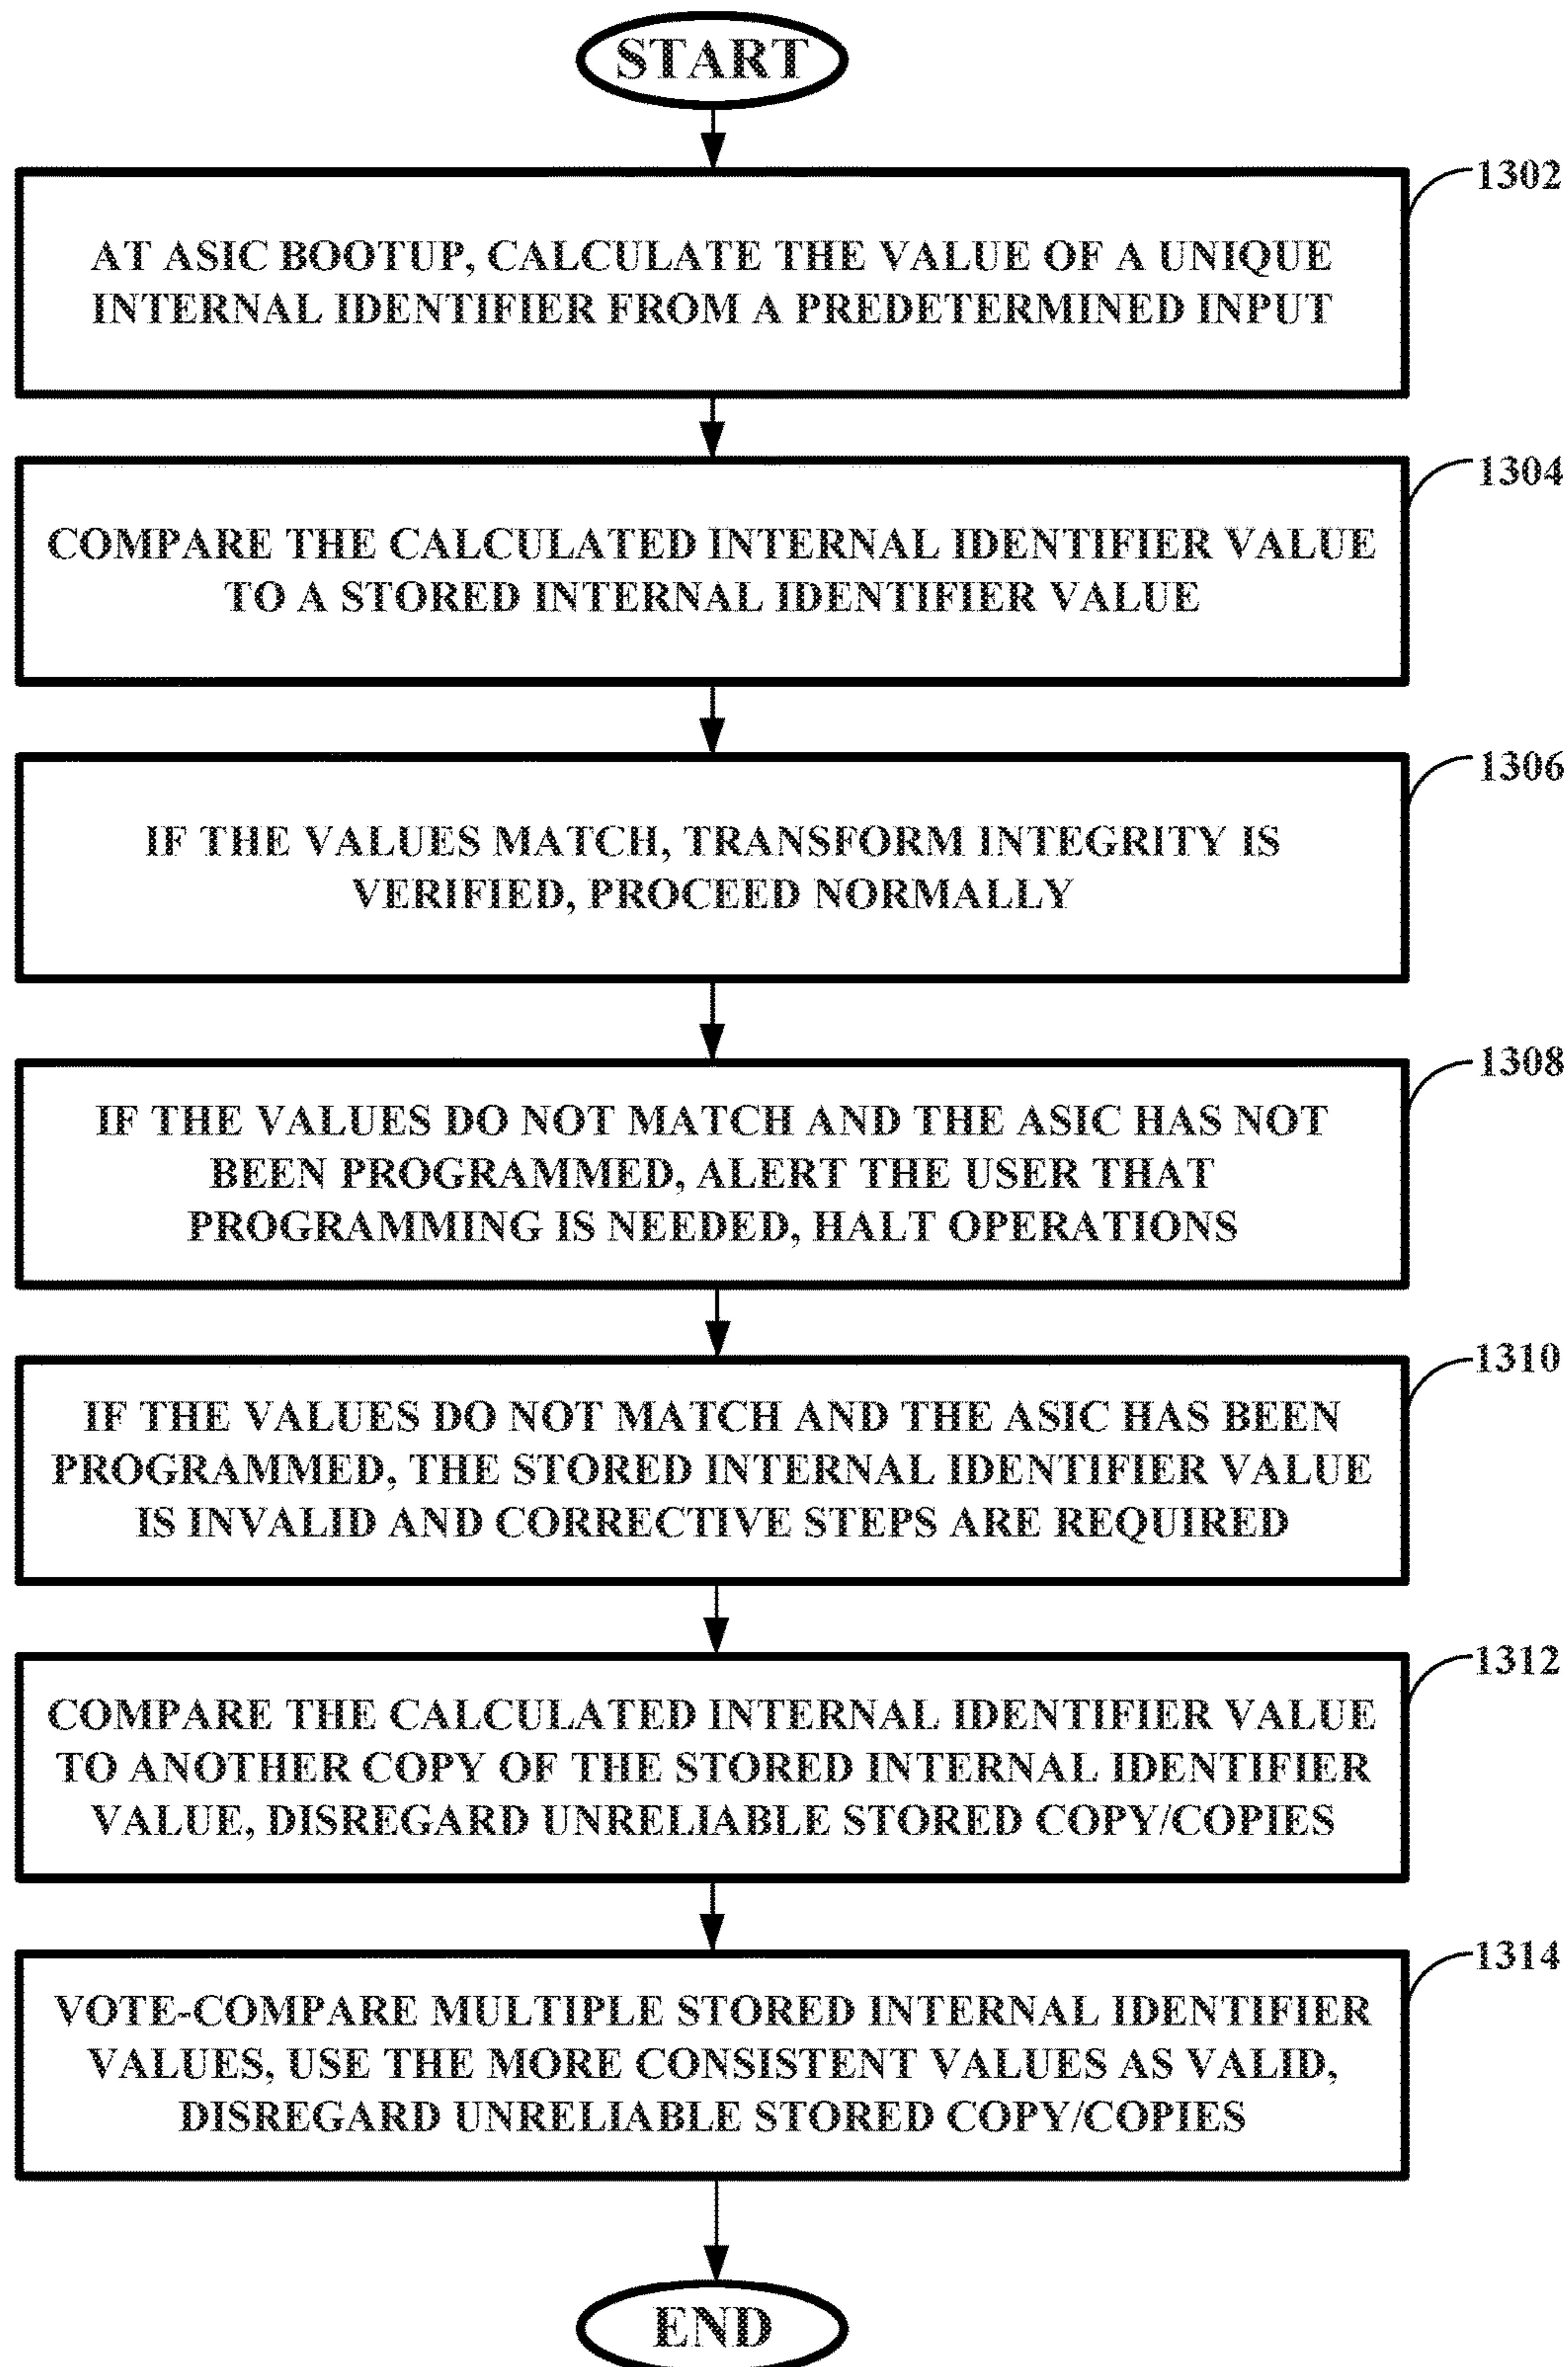 START
1302
AT ASIC BOOTUP, CALCULATE THE VALUE OF A UNIQUE
INTERNAL IDENTIFIER FROM A PREDETERMINED INPUT
1304
COMPARE THE CALCULATED INTERNAL IDENTIFIER VALUE
TO A STORED INTERNAL IDENTIFIER VALUE
1306
IF THE VALUES MATCH, TRANSFORM INTEGRITY IS
VERIFIED, PROCEED NORMALLY
1308
IF THE VALUES DO NOT MATCH AND THE ASIC HAS NOT
BEEN PROGRAMMED, ALERT THE USER THAT
PROGRAMMING IS NEEDED, HALT OPERATIONS
1310
IF THE VALUES DO NOT MATCH AND THE ASIC HAS BEEN
PROGRAMMED, THE STORED INTERNAL IDENTIFIER VALUE
IS INVALID AND CORRECTIVE STEPS ARE REQUIRED
1312
COMPARE THE CALCULATED INTERNAL IDENTIFIER VALUE
TO ANOTHER COPY OF THE STORED INTERNAL IDENTIFIER
VALUE, DISREGARD UNRELIABLE STORED COPY/COPIES
1314
VOTE-COMPARE MULTIPLE STORED INTERNAL IDENTIFIER
VALUES, USE THE MORE CONSISTENT VALUES AS VALID,
DISREGARD UNRELIABLE STORED COPY/COPIES
END